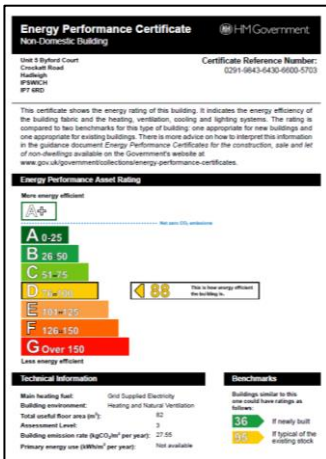 Energy Performance Certificate
Non-Domestic Building
HM Government
Unit 5 Byford Court
Crockatt Road
Hadleigh
IPSWICH
IP7 6RD
Certificate Reference Number:
0291-9643-6430-6600-5703
This certificate shows the energy rating of this building. It indicates the energy efficiency of
the building fabric and the heating, ventilation, cooling and lighting systems. The rating is
compared to two benchmarks for this type of building: one appropriate for new buildings and
one appropriate for existing buildings. There is more advice on how to interpret this information
in the guidance document Energy Performance Certificates for the construction, sale and let
of non-dwellings available on the Government's website at
www.gov.uk/government/collections/energy-performance-certificates.
Energy Performance Asset Rating
More energy efficient
A+
Net zero CO₂ emissions
A 0-25
B 26-50
C 51-75
D 76-100
88
This is how energy efficient
the building is.
E 101-125
F 126-150
G Over 150
Less energy efficient
Technical Information
Main heating fuel: Grid Supplied Electricity
Building environment: Heating and Natural Ventilation
Total useful floor area (m²): 82
Assessment Level: 3
Building emission rate (kgCO₂/m² per year): 27.55
Primary energy use (kWh/m² per year): Not available
Benchmarks
Buildings similar to this
one could have ratings as
follows:
36 If newly built
If typical of the
existing stock